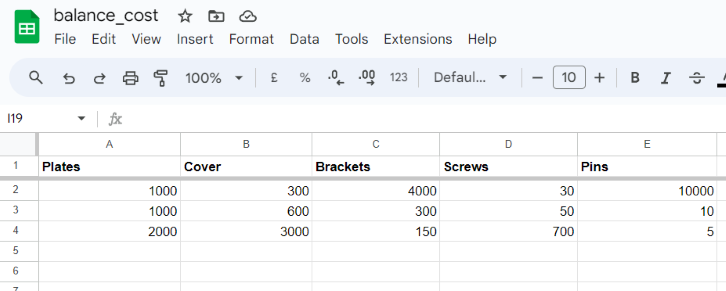 balance_cost
File Edit View Insert Format Data Tools Extensions Help
100% £ % .0 .00 123 Defaul... − 10 + B I S
I19 fx
A B C D E
1 Plates Cover Brackets Screws Pins
2 1000 300 4000 30 10000
3 1000 600 300 50 10
4 2000 3000 150 700 5
5
6